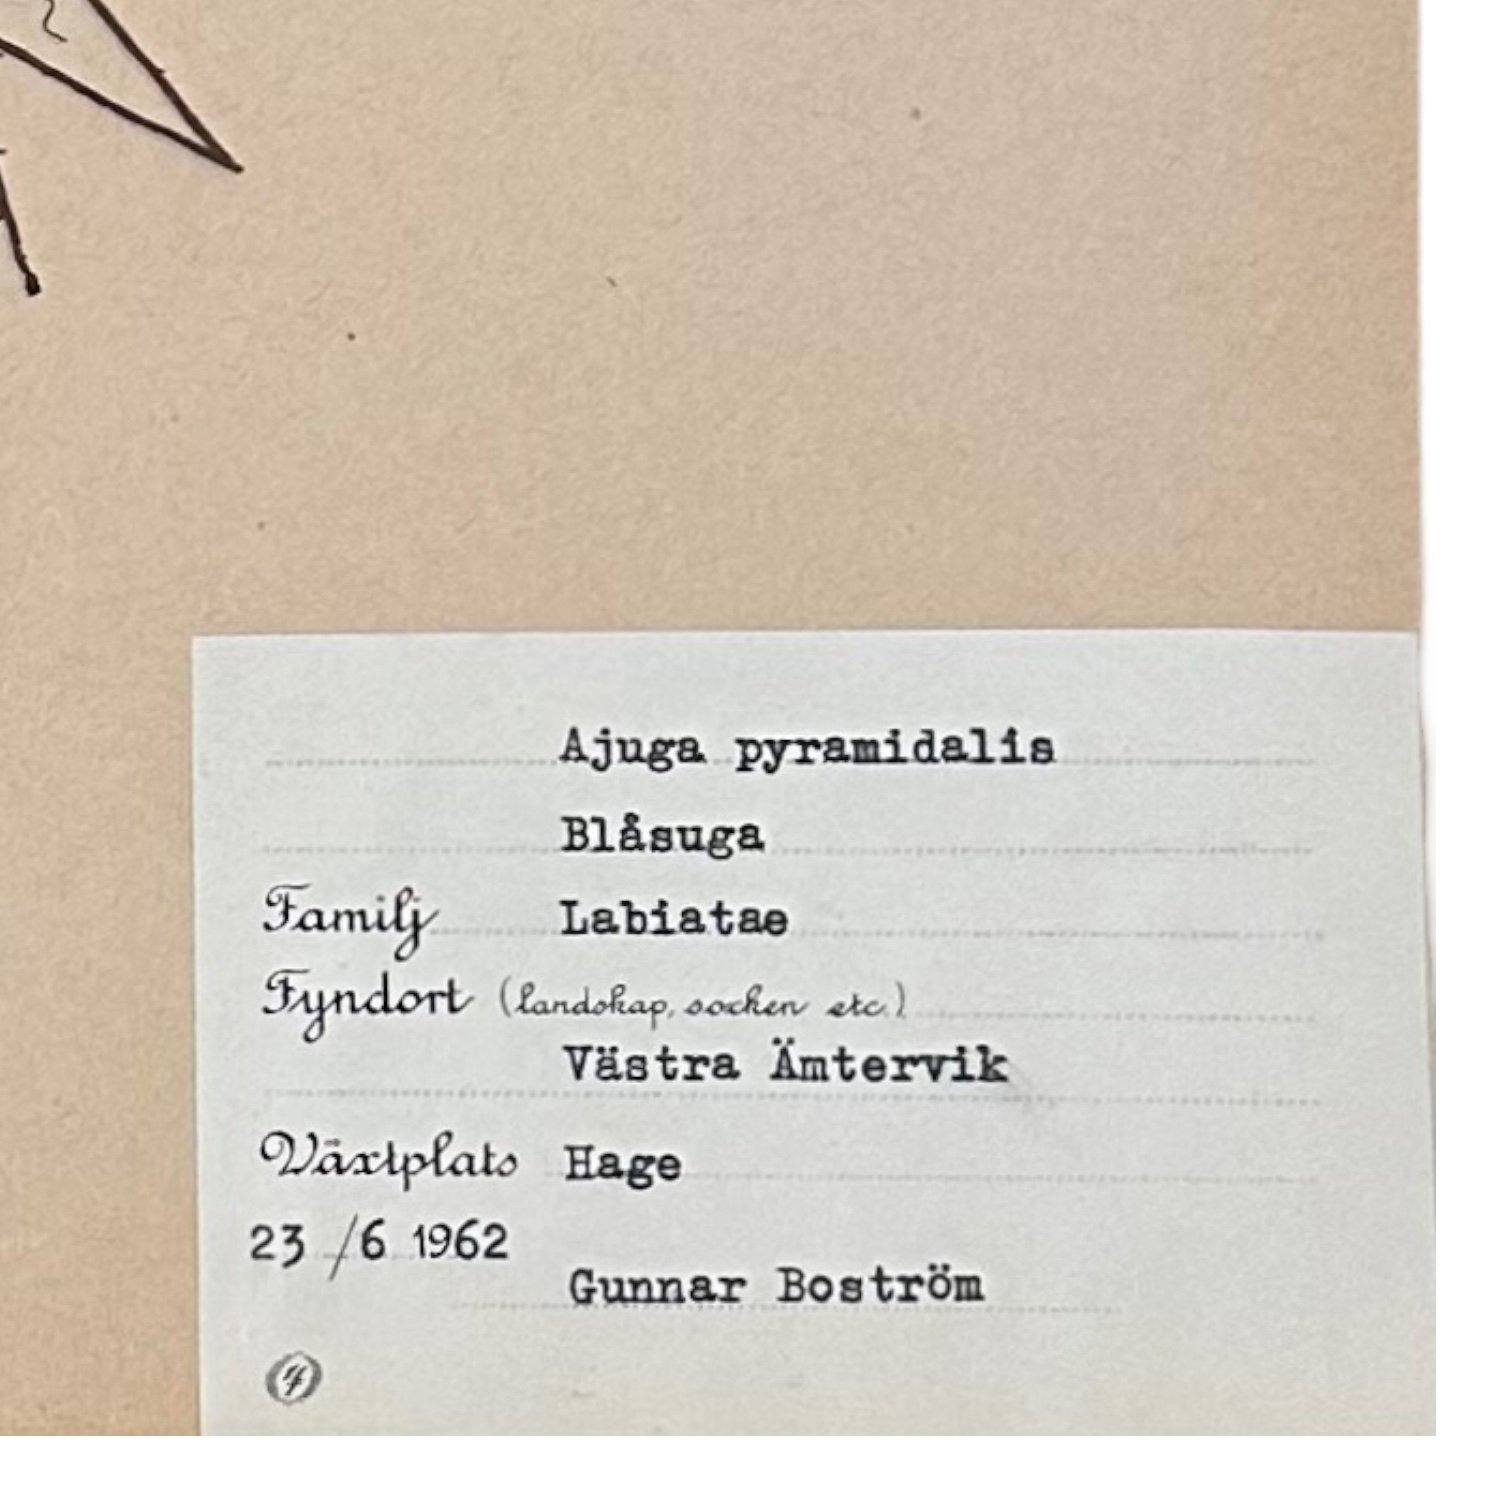 Ajuga pyramidalis
Blåsuga
Familj Labiatae
Fyndort (landskap, socken etc.)
Västra Ämtervik
Växtplats Hage
23 /6 1962
Gunnar Boström